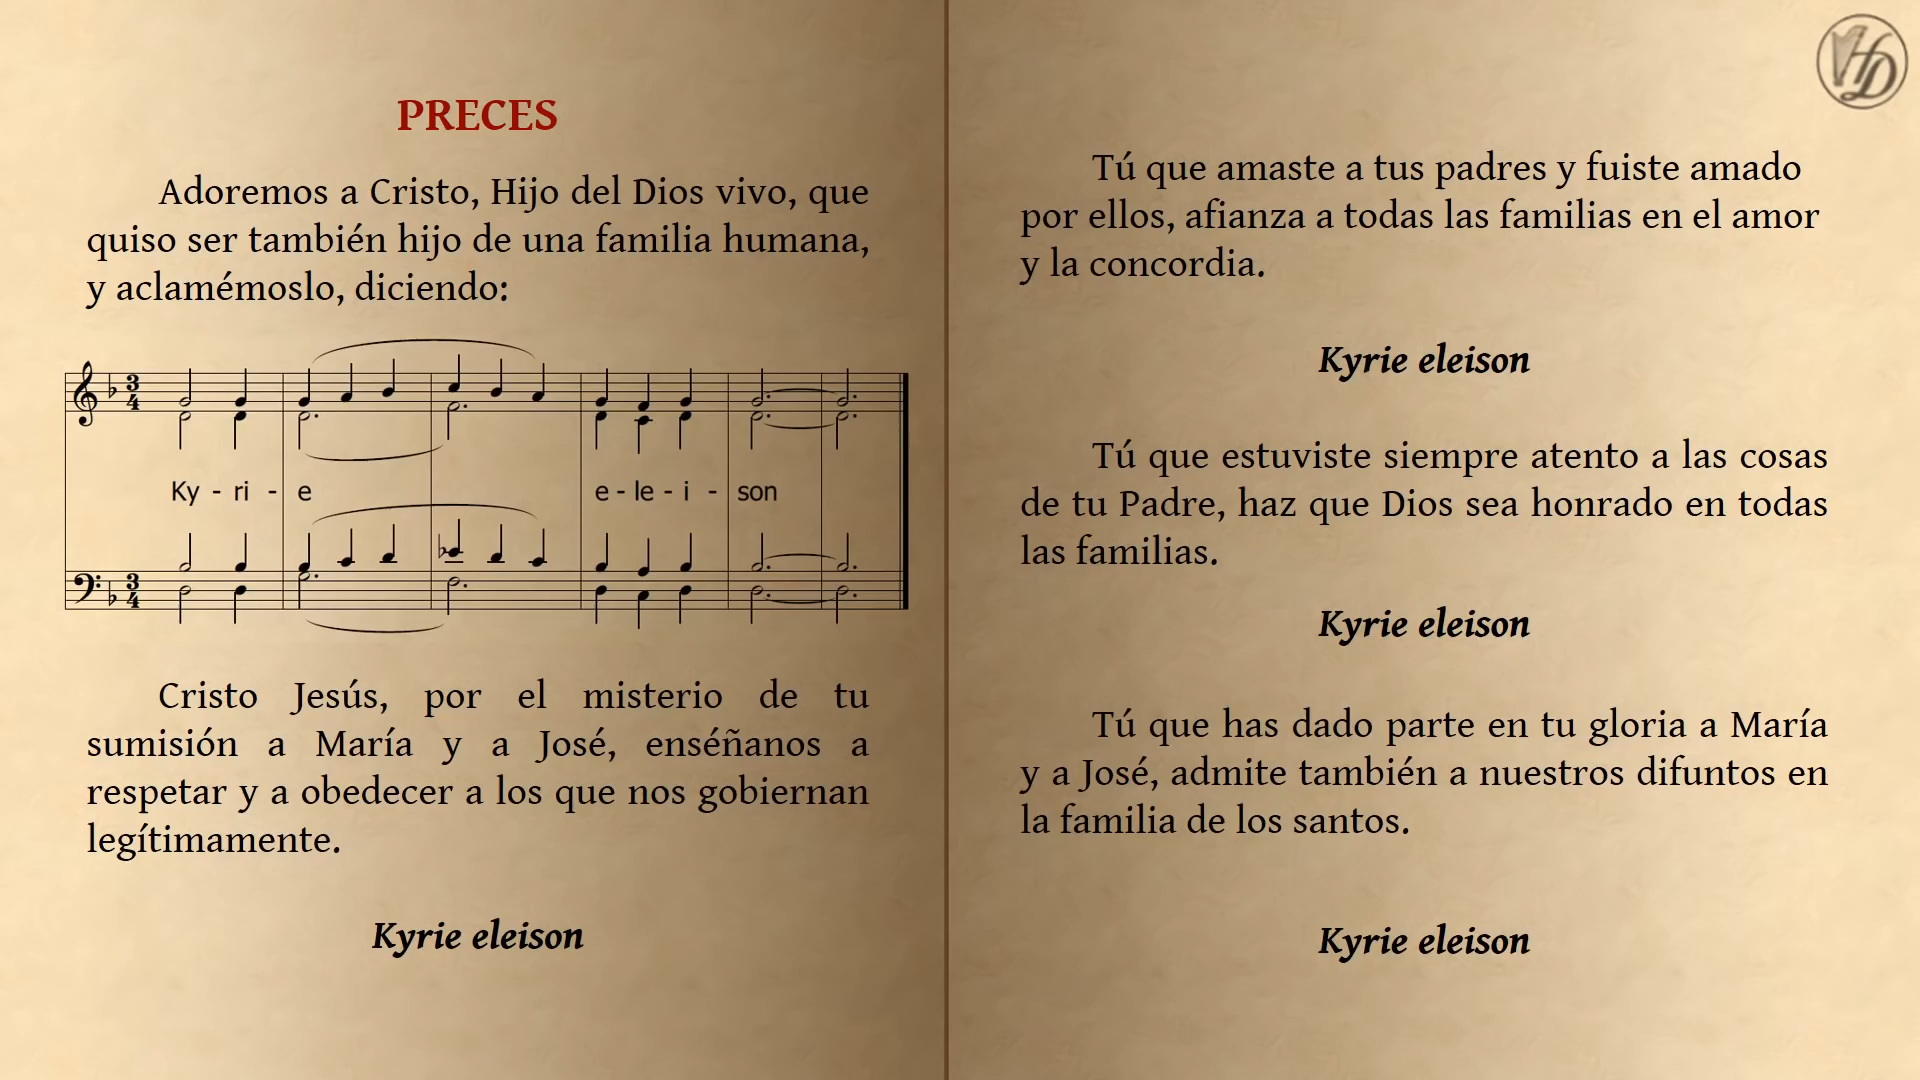 PRECES
Adoremos a Cristo, Hijo del Dios vivo, que
quiso ser también hijo de una familia humana,
y aclamémoslo, diciendo:
Ky - ri - e e - le - i - son
Cristo Jesús, por el misterio de tu
sumisión a María y a José, enséñanos a
respetar y a obedecer a los que nos gobiernan
legítimamente.
Kyrie eleison
HD
Tú que amaste a tus padres y fuiste amado
por ellos, afianza a todas las familias en el amor
y la concordia.
Kyrie eleison
Tú que estuviste siempre atento a las cosas
de tu Padre, haz que Dios sea honrado en todas
las familias.
Kyrie eleison
Tú que has dado parte en tu gloria a María
y a José, admite también a nuestros difuntos en
la familia de los santos.
Kyrie eleison